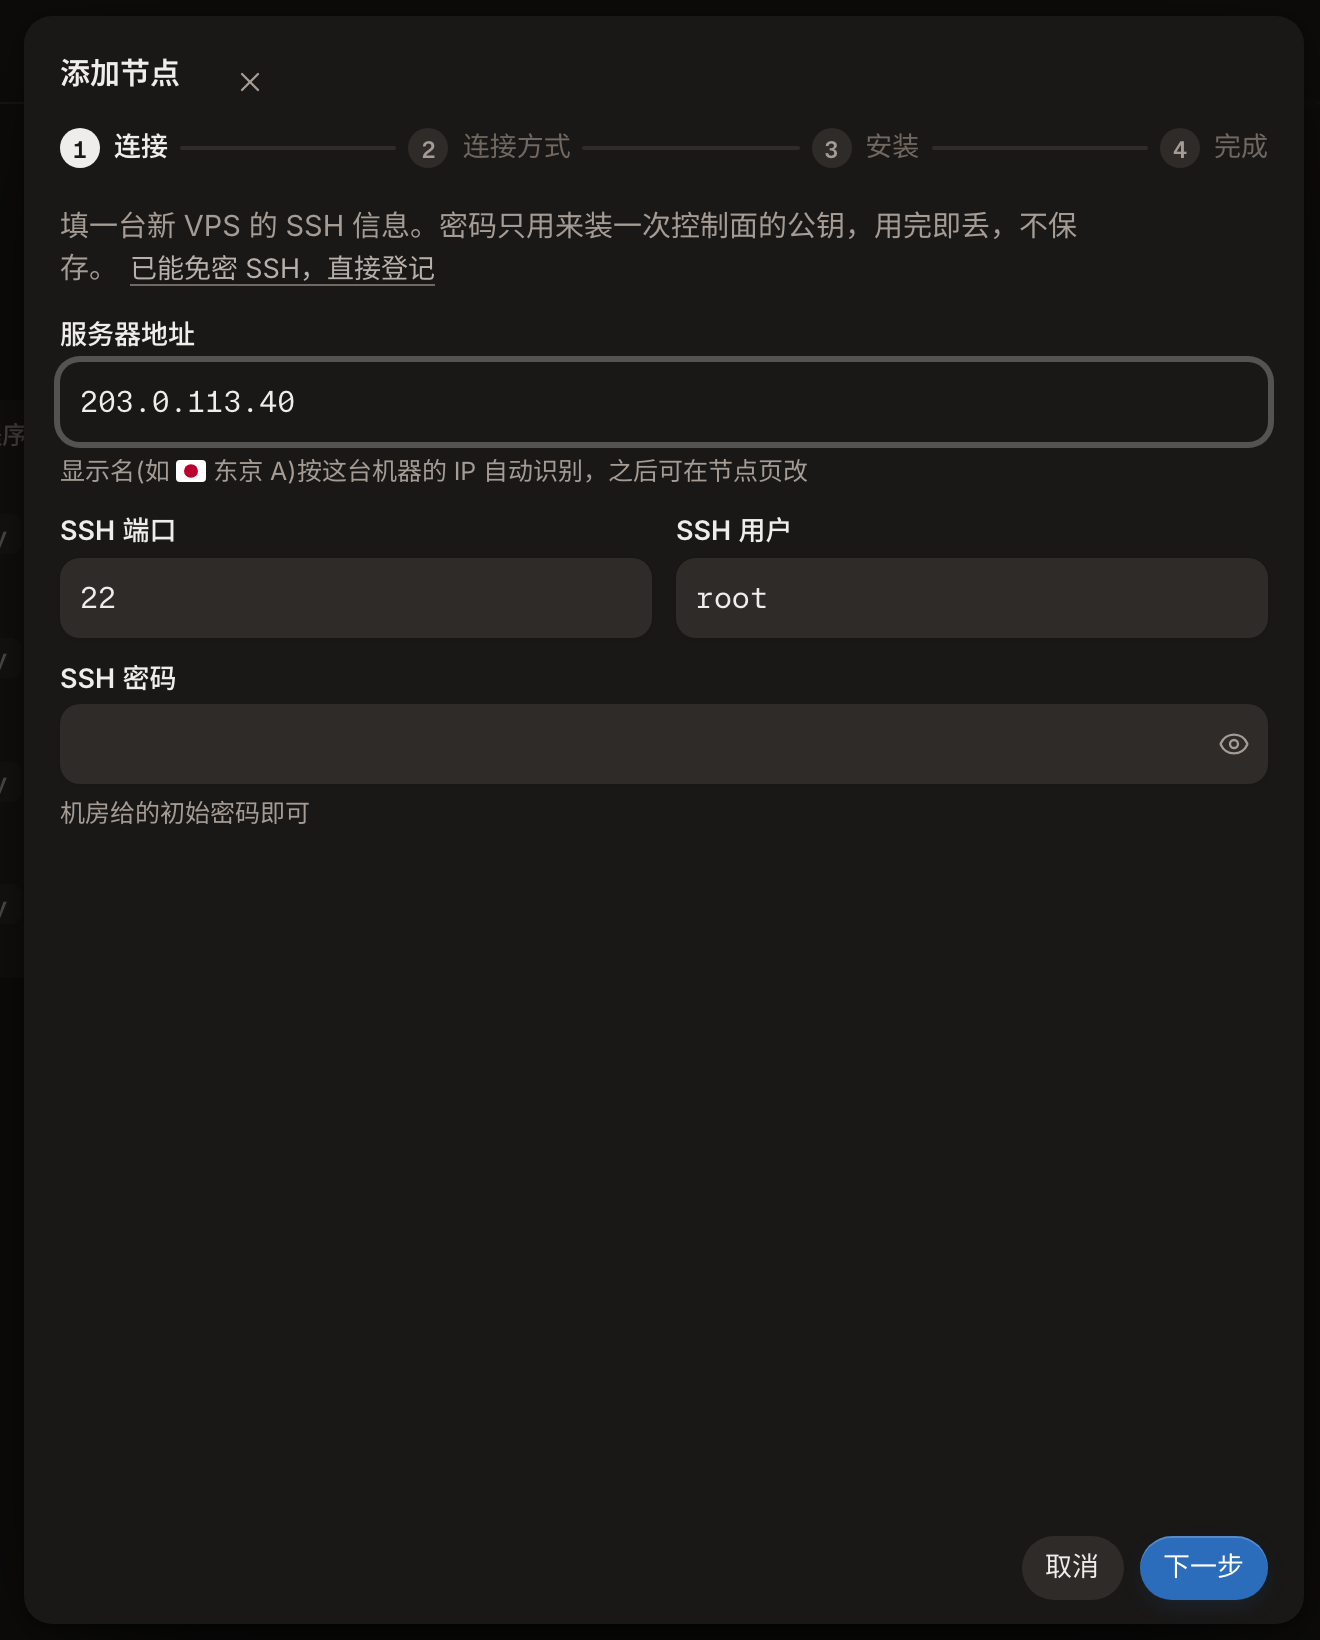 添加节点
1 连接 2 连接方式 3 安装 4 完成
填一台新 VPS 的 SSH 信息。密码只用来装一次控制面的公钥，用完即丢，不保
存。 已能免密 SSH，直接登记
服务器地址
203.0.113.40
显示名(如 🇯🇵 东京 A)按这台机器的 IP 自动识别，之后可在节点页改
SSH 端口 SSH 用户
22 root
SSH 密码
机房给的初始密码即可
取消 下一步